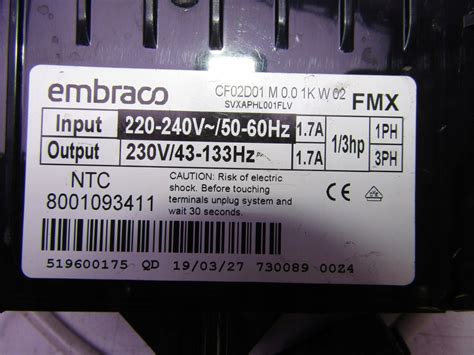 embraco CF02D01 M 0.0 1K W 02
SVXAPHL001FLV FMX
Input 220-240V~/50-60Hz 1.7A 1/3hp 1PH
Output 230V/43-133Hz 1.7A 3PH
NTC
8001093411
CAUTION: Risk of electric
shock. Before touching
terminals unplug system and
wait 30 seconds.
CE
519600175 QD 19/03/27 730089 00Z4